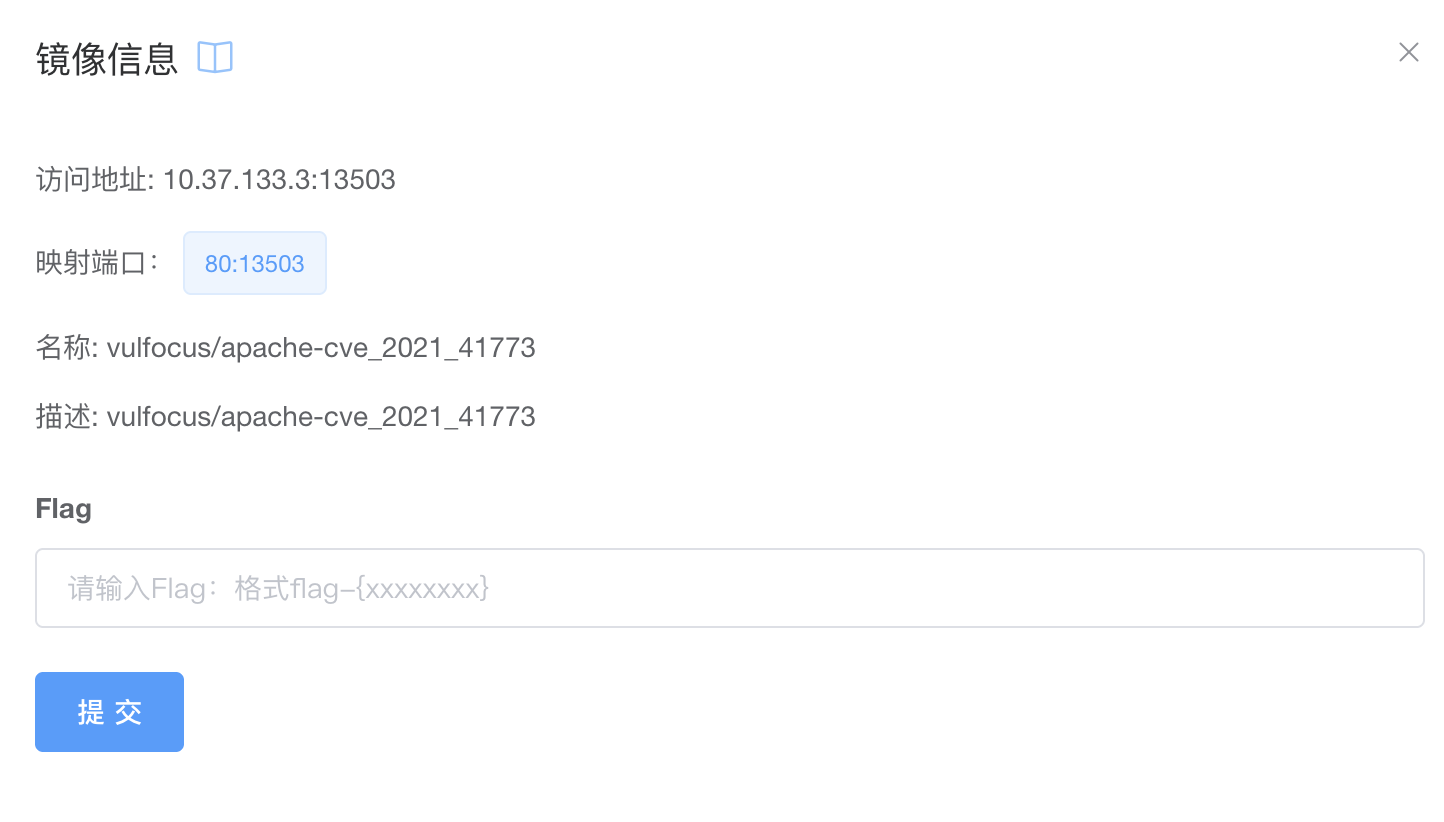 镜像信息
访问地址: 10.37.133.3:13503
映射端口： 80:13503
名称: vulfocus/apache-cve_2021_41773
描述: vulfocus/apache-cve_2021_41773
Flag
请输入Flag：格式flag-{xxxxxxxx}
提 交